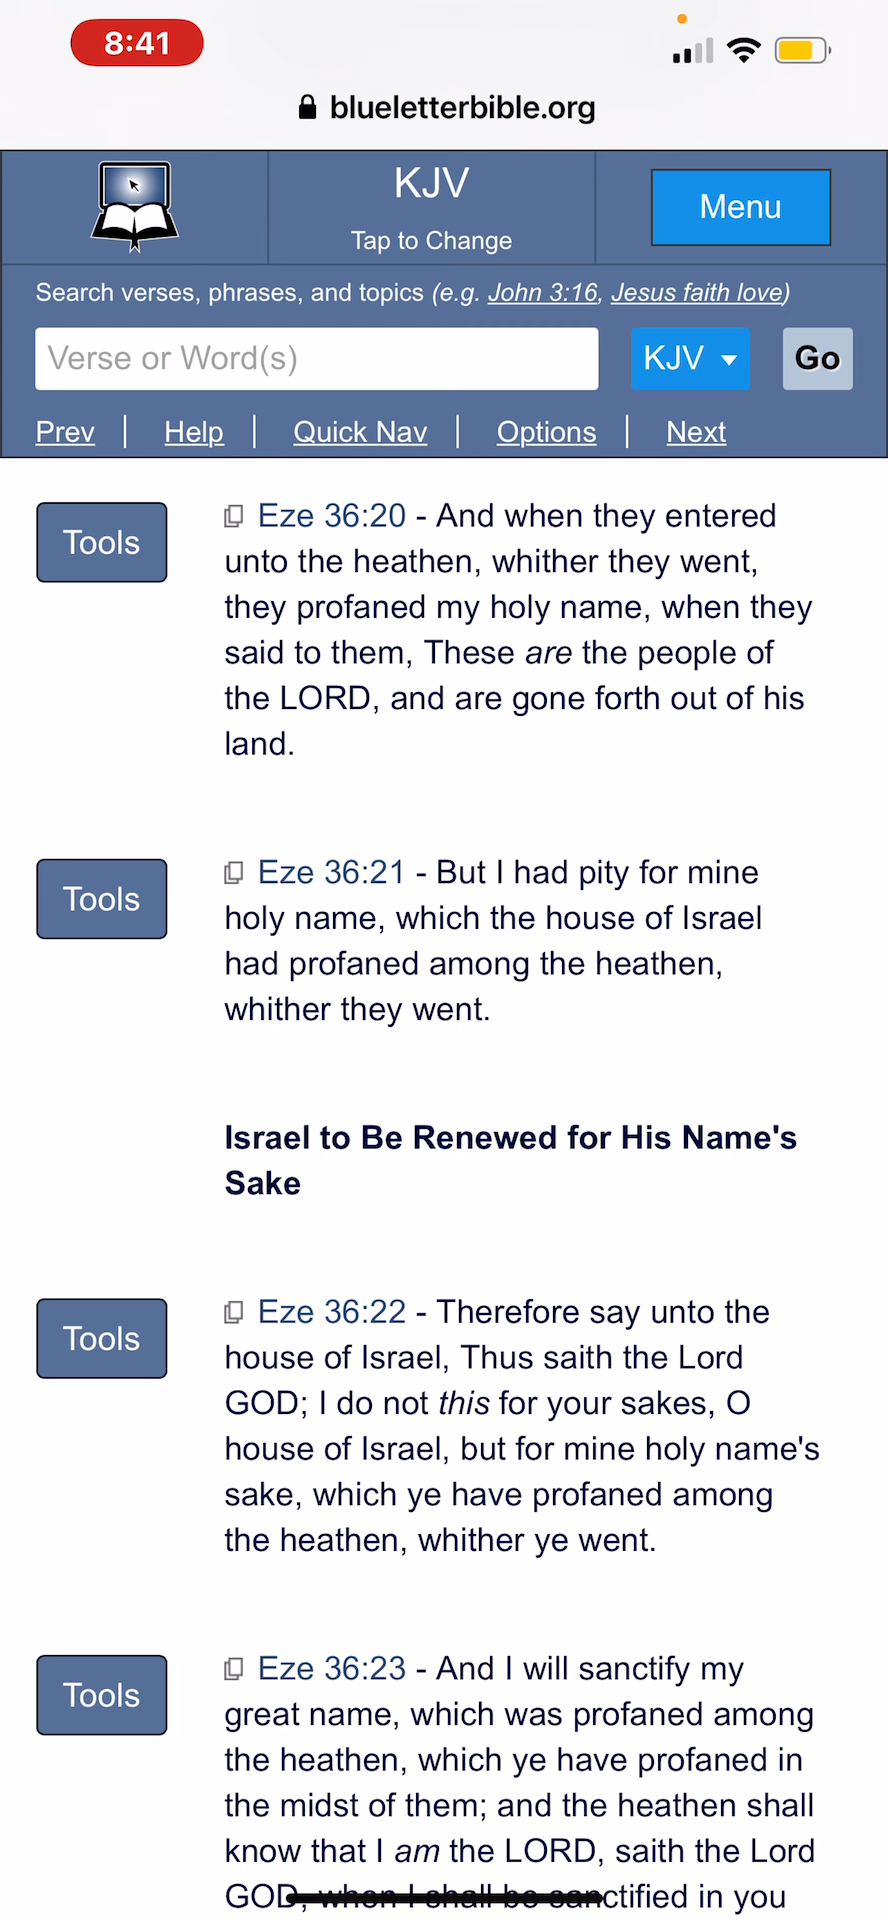 8:41
blueletterbible.org
KJV
Tap to Change
Menu
Search verses, phrases, and topics (e.g. John 3:16, Jesus faith love)
Verse or Word(s)
KJV
Go
Prev | Help | Quick Nav | Options | Next
Tools
Eze 36:20 - And when they entered
unto the heathen, whither they went,
they profaned my holy name, when they
said to them, These are the people of
the LORD, and are gone forth out of his
land.
Tools
Eze 36:21 - But I had pity for mine
holy name, which the house of Israel
had profaned among the heathen,
whither they went.
Israel to Be Renewed for His Name's
Sake
Tools
Eze 36:22 - Therefore say unto the
house of Israel, Thus saith the Lord
GOD; I do not this for your sakes, O
house of Israel, but for mine holy name's
sake, which ye have profaned among
the heathen, whither ye went.
Tools
Eze 36:23 - And I will sanctify my
great name, which was profaned among
the heathen, which ye have profaned in
the midst of them; and the heathen shall
know that I am the LORD, saith the Lord
GOD, when I shall be sanctified in you